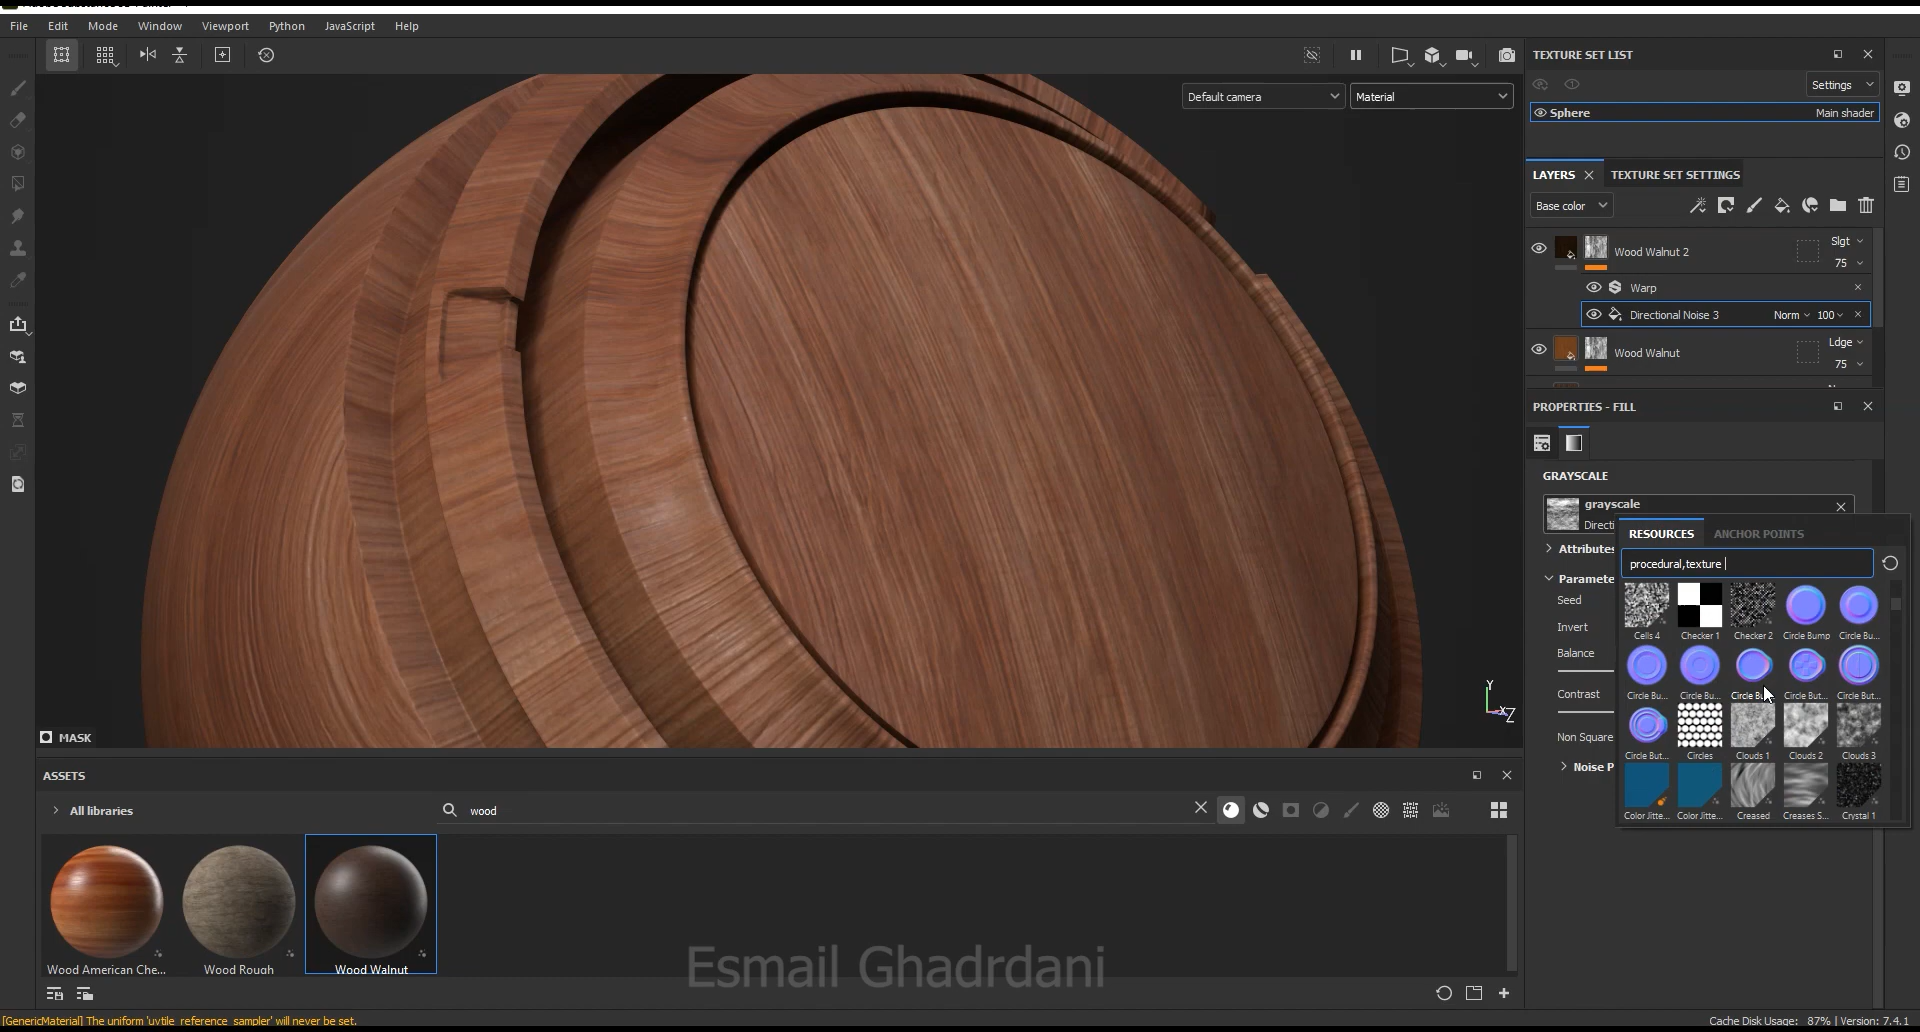 File Edit Mode Window Viewport Python JavaScript Help
Default camera
Material
TEXTURE SET LIST
Settings
Sphere Main shader
LAYERS
TEXTURE SET SETTINGS
Base color
Wood Walnut 2
Slgt
75
Warp
Directional Noise 3 Norm 100
Wood Walnut
Ldge
75
PROPERTIES - FILL
GRAYSCALE
grayscale
Directi
RESOURCES ANCHOR POINTS
procedural,texture
Attributes
Parame
Seed
Invert
Balance
Contrast
Non Square
Noise P
Cells 4 Checker 1 Checker 2 Circle Bump Circle Bu...
Circle Bu... Circle Bu... Circle Bu Circle But... Circle But...
Circle But... Circles Clouds 1 Clouds 2 Clouds 3
Color Jitte... Color Jitte... Creased Creases S... Crystal 1
Y
X
Z
MASK
ASSETS
All libraries
wood
Wood American Che...
Wood Rough
Wood Walnut
Esmail Ghadrdani
[GenericMaterial] The uniform 'uvtile_reference_sampler' will never be set.
Cache Disk Usage: 87% | Version: 7.4.1